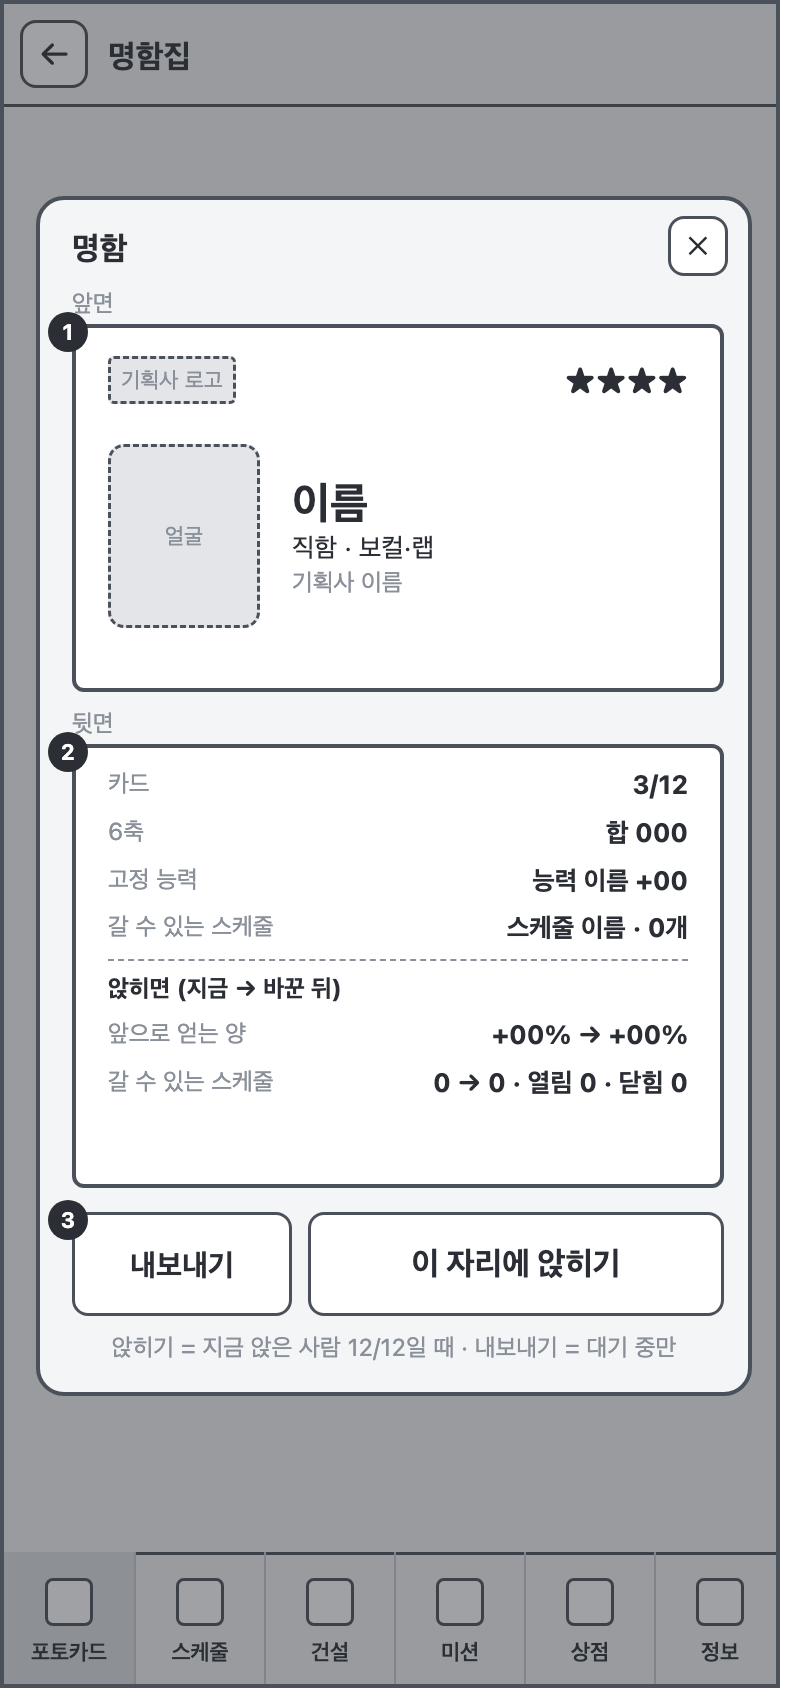 명함집
명함
앞면
1
기획사 로고
★★★★
얼굴
이름
직함 · 보컬·랩
기획사 이름
뒷면
2
카드 3/12
6축 합 000
고정 능력 능력 이름 +00
갈 수 있는 스케줄 스케줄 이름 · 0개
앉히면 (지금 → 바꾼 뒤)
앞으로 얻는 양 +00% → +00%
갈 수 있는 스케줄 0 → 0 · 열림 0 · 닫힘 0
3
내보내기 이 자리에 앉히기
앉히기 = 지금 앉은 사람 12/12일 때 · 내보내기 = 대기 중만
포토카드 스케줄 건설 미션 상점 정보